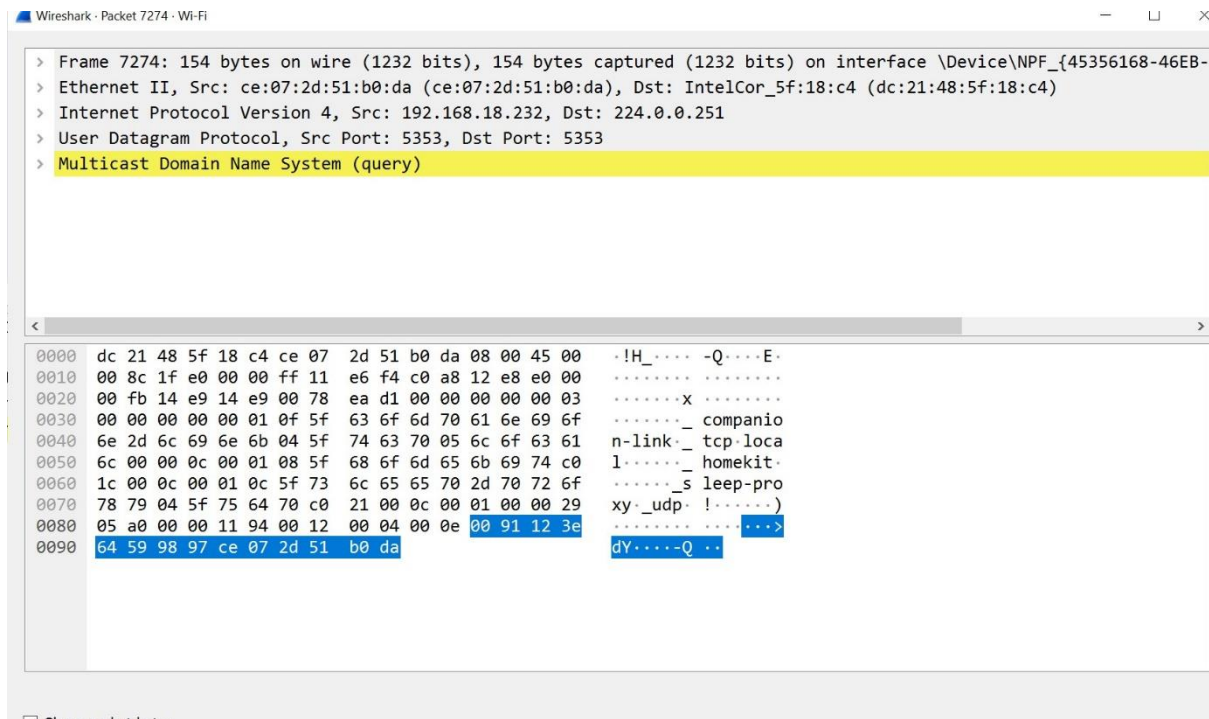 Wireshark · Packet 7274 · Wi-Fi
> Frame 7274: 154 bytes on wire (1232 bits), 154 bytes captured (1232 bits) on interface \Device\NPF_{45356168-46EB-
> Ethernet II, Src: ce:07:2d:51:b0:da (ce:07:2d:51:b0:da), Dst: IntelCor_5f:18:c4 (dc:21:48:5f:18:c4)
> Internet Protocol Version 4, Src: 192.168.18.232, Dst: 224.0.0.251
> User Datagram Protocol, Src Port: 5353, Dst Port: 5353
> Multicast Domain Name System (query)
0000 dc 21 48 5f 18 c4 ce 07 2d 51 b0 da 08 00 45 00 ·!H_···· -Q····E·
0010 00 8c 1f e0 00 00 ff 11 e6 f4 c0 a8 12 e8 e0 00 ········ ········
0020 00 fb 14 e9 14 e9 00 78 ea d1 00 00 00 00 00 03 ·······x ········
0030 00 00 00 00 00 01 0f 5f 63 6f 6d 70 61 6e 69 6f ·······_ companio
0040 6e 2d 6c 69 6e 6b 04 5f 74 63 70 05 6c 6f 63 61 n-link·_ tcp·loca
0050 6c 00 00 0c 00 01 08 5f 68 6f 6d 65 6b 69 74 c0 l······_ homekit·
0060 1c 00 0c 00 01 0c 5f 73 6c 65 65 70 2d 70 72 6f ······_s leep-pro
0070 78 79 04 5f 75 64 70 c0 21 00 0c 00 01 00 00 29 xy·_udp· !······)
0080 05 a0 00 00 11 94 00 12 00 04 00 0e 00 91 12 3e ········ ·······>
0090 64 59 98 97 ce 07 2d 51 b0 da dY····-Q ··